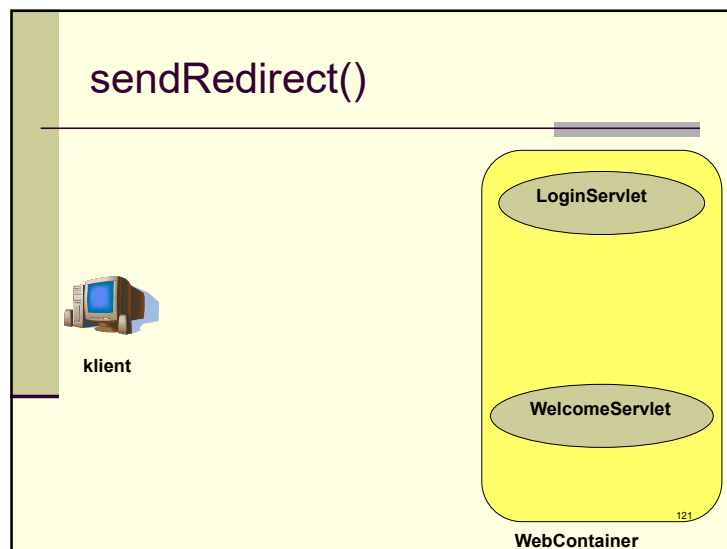 sendRedirect()
LoginServlet
klient
WelcomeServlet
121
WebContainer